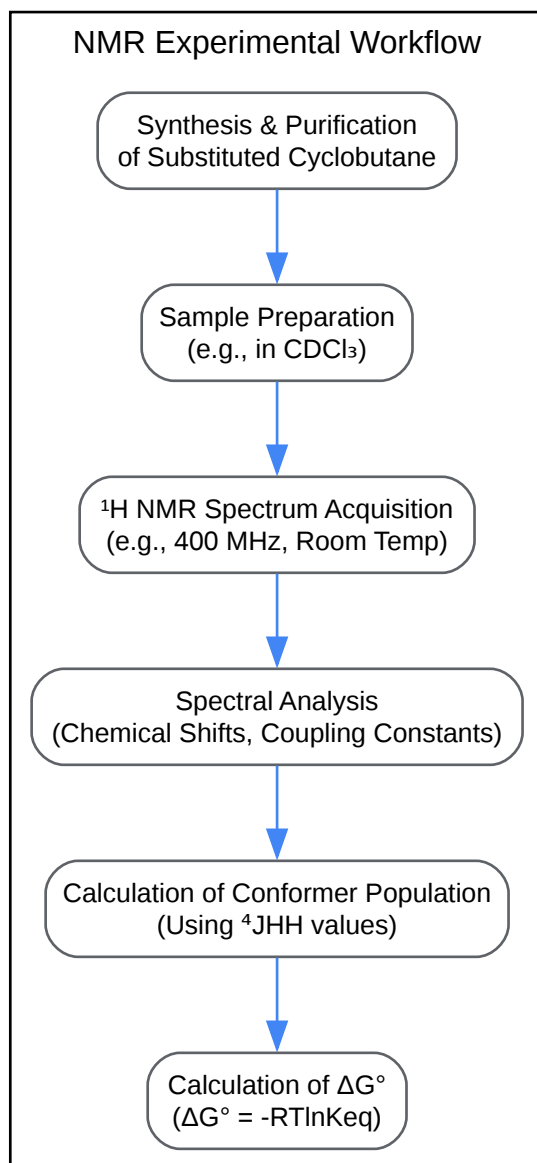 NMR Experimental Workflow
Synthesis & Purification
of Substituted Cyclobutane
Sample Preparation
(e.g., in CDCl₃)
¹H NMR Spectrum Acquisition
(e.g., 400 MHz, Room Temp)
Spectral Analysis
(Chemical Shifts, Coupling Constants)
Calculation of Conformer Population
(Using ⁴JHH values)
Calculation of ΔG°
(ΔG° = -RTlnKeq)